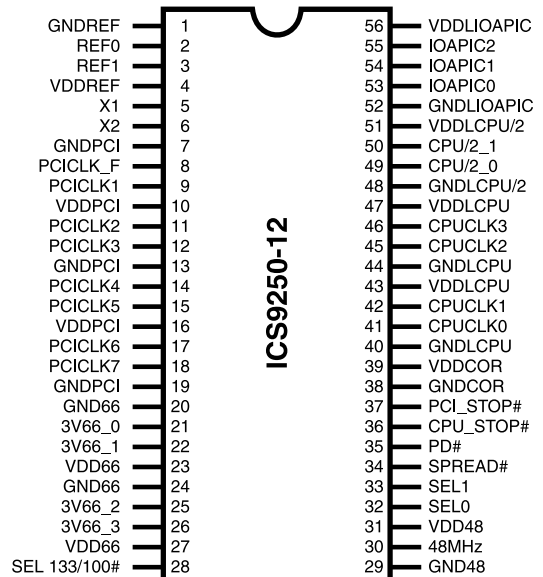 GNDREF 1 56 VDDLIOAPIC
REF0 2 55 IOAPIC2
REF1 3 54 IOAPIC1
VDDREF 4 53 IOAPIC0
X1 5 52 GNDLIOAPIC
X2 6 51 VDDLCPU/2
GNDPCI 7 50 CPU/2_1
PCICLK_F 8 49 CPU/2_0
PCICLK1 9 48 GNDLCPU/2
VDDPCI 10 47 VDDLCPU
PCICLK2 11 46 CPUCLK3
PCICLK3 12 45 CPUCLK2
GNDPCI 13 44 GNDLCPU
PCICLK4 14 43 VDDLCPU
PCICLK5 15 42 CPUCLK1
VDDPCI 16 41 CPUCLK0
PCICLK6 17 40 GNDLCPU
PCICLK7 18 39 VDDCOR
GNDPCI 19 38 GNDCOR
GND66 20 37 PCI_STOP#
3V66_0 21 36 CPU_STOP#
3V66_1 22 35 PD#
VDD66 23 34 SPREAD#
GND66 24 33 SEL1
3V66_2 25 32 SEL0
3V66_3 26 31 VDD48
VDD66 27 30 48MHz
SEL 133/100# 28 29 GND48
ICS9250-12